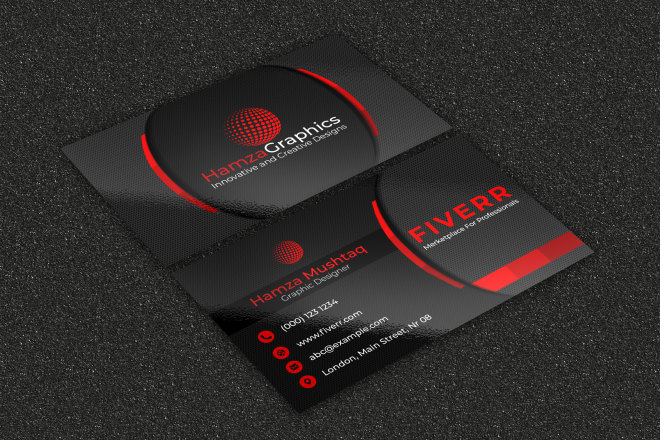 HamzaGraphics
Innovative and Creative Designs
FIVERR
Marketplace For Professionals
Hamza Mushtaq
Graphic Designer
(000) 123 1234
www.fiverr.com
abc@example.com
London, Main Street, Nr 08